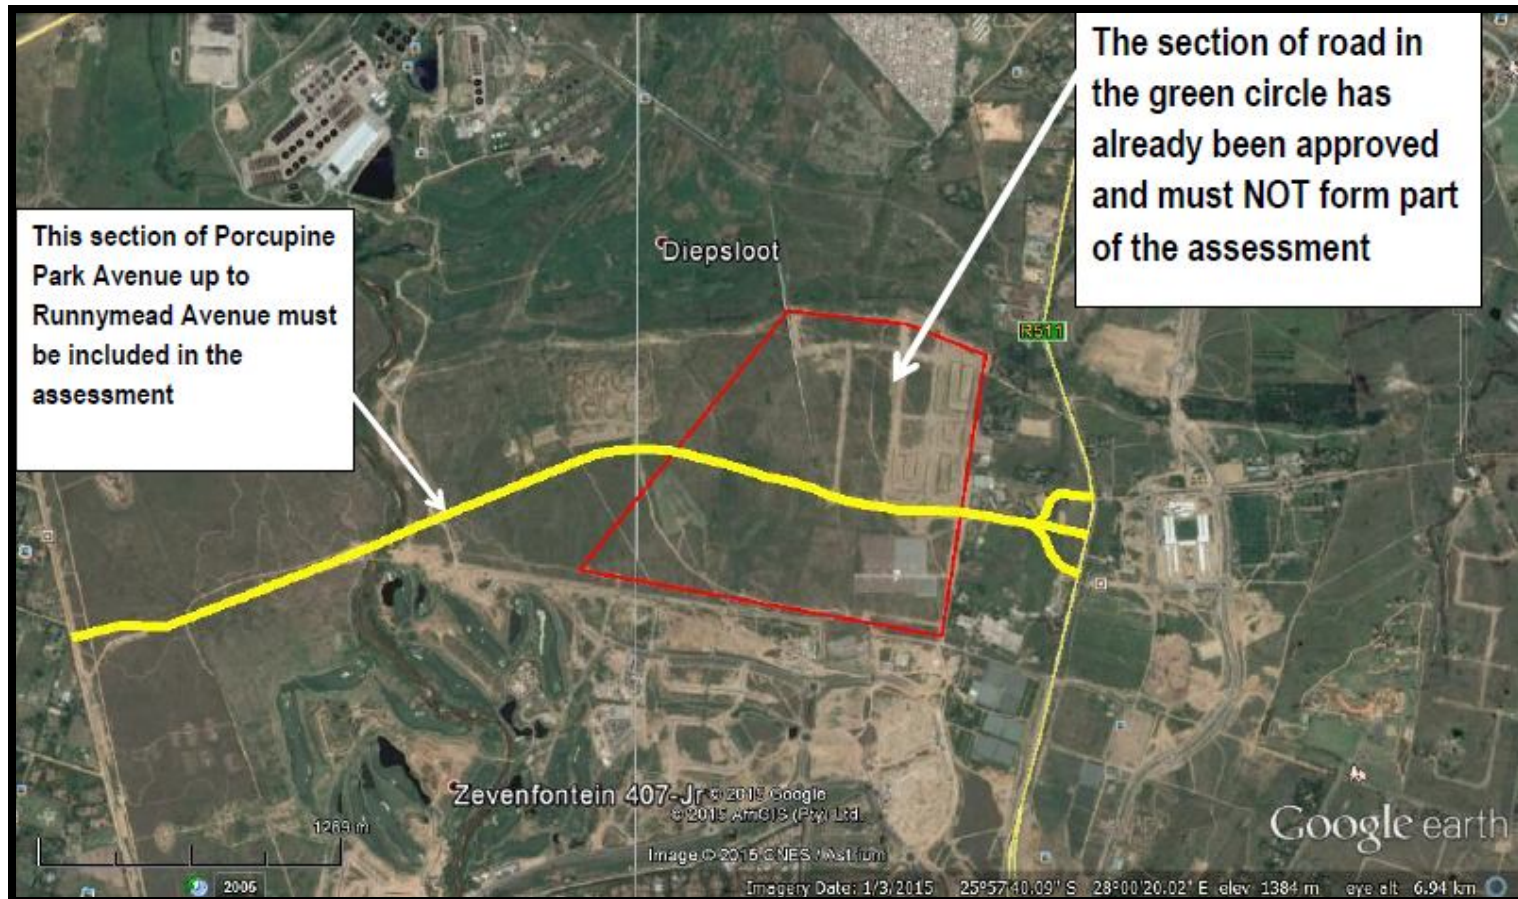 The section of road in
the green circle has
already been approved
and must NOT form part
of the assessment
This section of Porcupine
Park Avenue up to
Runnymead Avenue must
be included in the
assessment
Diepsloot
R511
Zevenfontein 407-Jr
© 2015 Google
© 2015 AfriGIS (Pty) Ltd.
Image © 2015 CNES / Astrium
1269 m
Google earth
2006
Imagery Date: 1/3/2015 25°57'40.09" S 28°00'20.02" E elev 1384 m eye alt 6.94 km